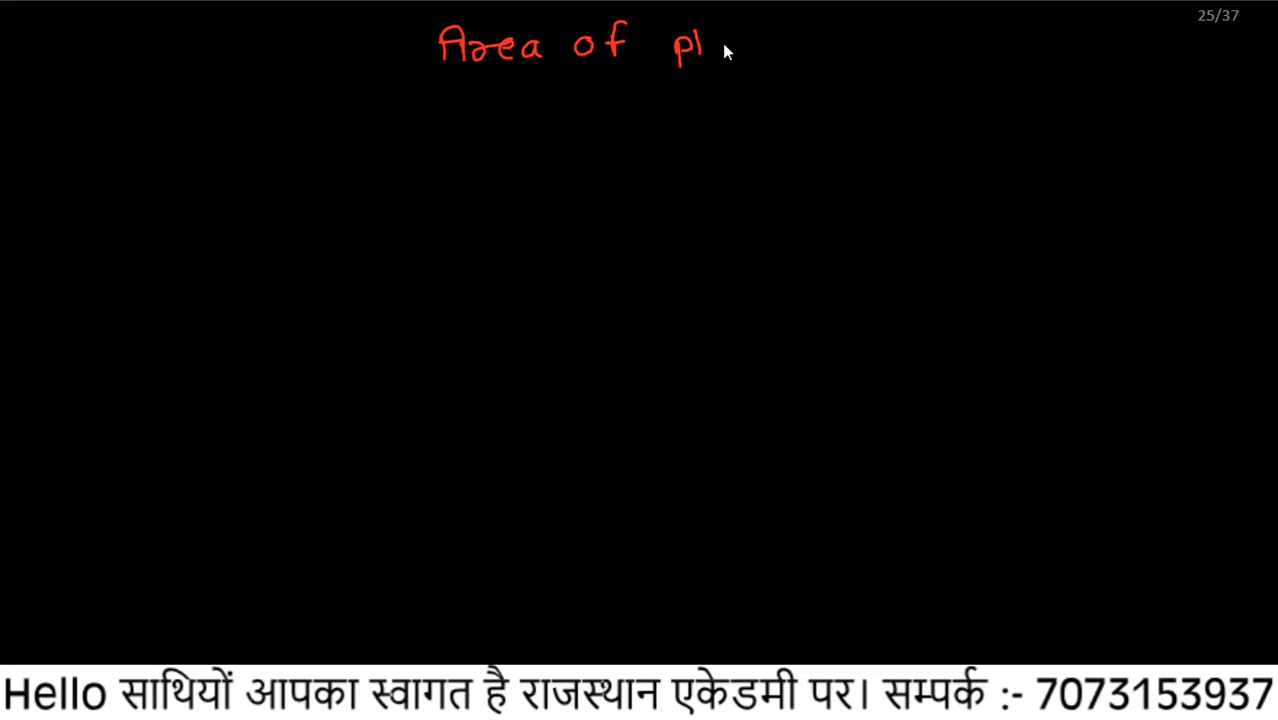 25/37
Area of pl
Hello साथियों आपका स्वागत है राजस्थान एकेडमी पर। सम्पर्क :- 7073153937